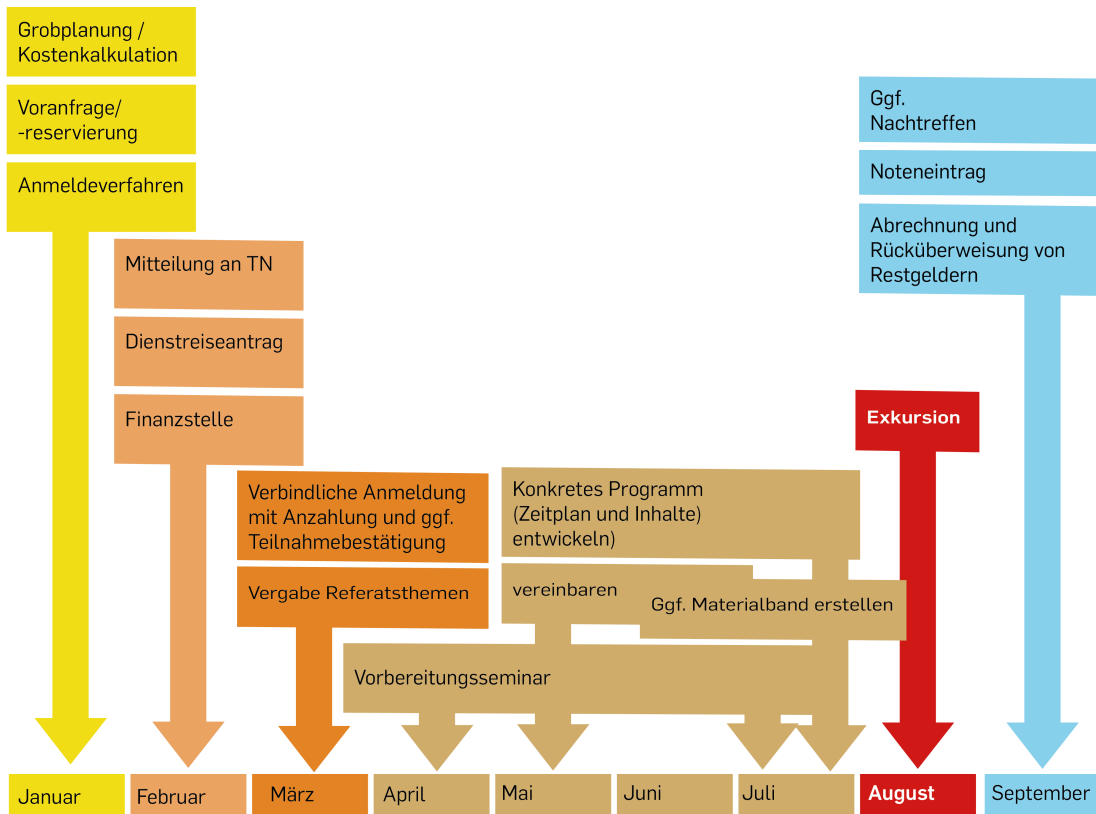 Grobplanung /
Kostenkalkulation
Voranfrage/
-reservierung
Anmeldeverfahren
Mitteilung an TN
Dienstreiseantrag
Finanzstelle
Verbindliche Anmeldung
mit Anzahlung und ggf.
Teilnahmebestätigung
Vergabe Referatsthemen
Konkretes Programm
(Zeitplan und Inhalte)
entwickeln)
vereinbaren
Ggf. Materialband erstellen
Vorbereitungsseminar
Exkursion
Ggf.
Nachtreffen
Noteneintrag
Abrechnung und
Rücküberweisung von
Restgeldern
Januar
Februar
März
April
Mai
Juni
Juli
August
September